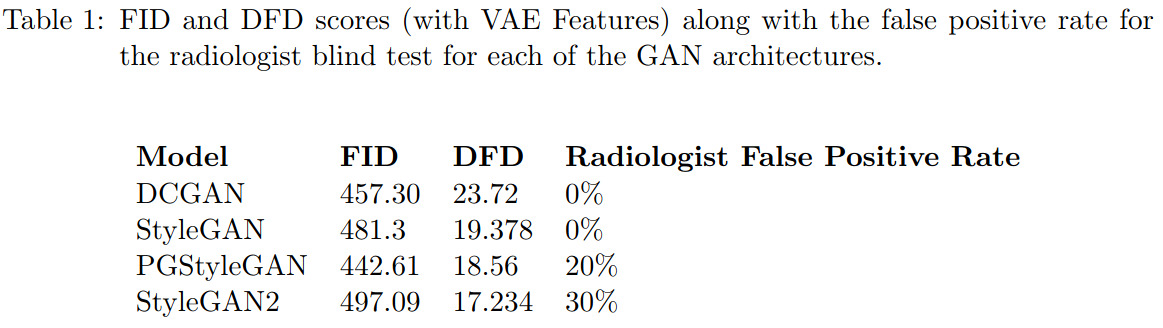 Table 1: FID and DFD scores (with VAE Features) along with the false positive rate for
the radiologist blind test for each of the GAN architectures.
Model FID DFD Radiologist False Positive Rate
DCGAN 457.30 23.72 0%
StyleGAN 481.3 19.378 0%
PGStyleGAN 442.61 18.56 20%
StyleGAN2 497.09 17.234 30%